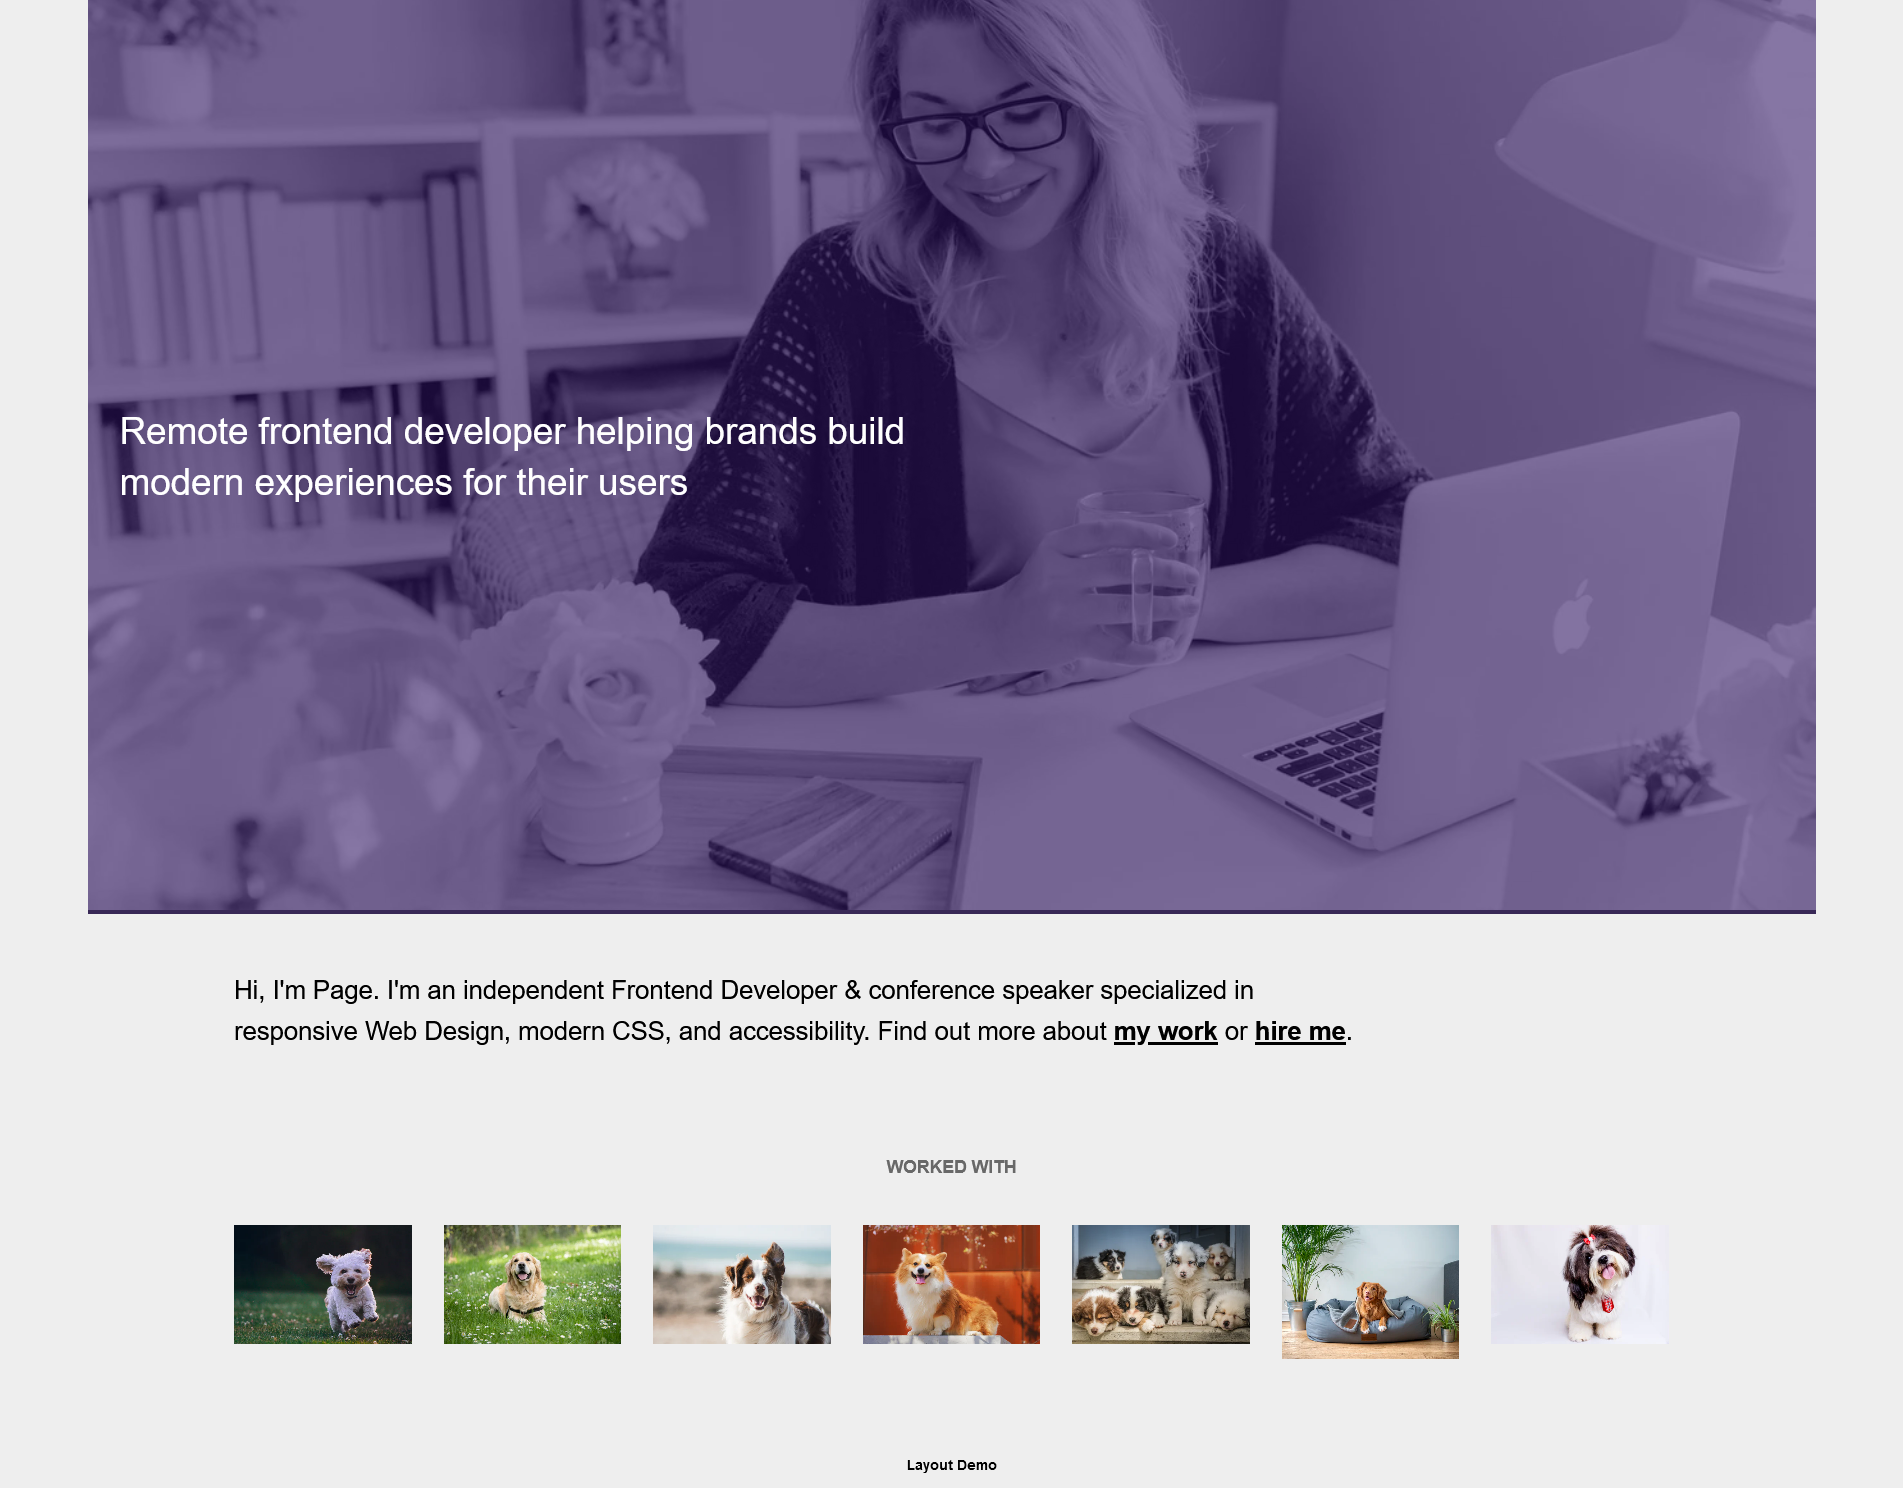 Remote frontend developer helping brands build
modern experiences for their users
Hi, I'm Page. I'm an independent Frontend Developer & conference speaker specialized in
responsive Web Design, modern CSS, and accessibility. Find out more about my work or hire me.
WORKED WITH
Layout Demo